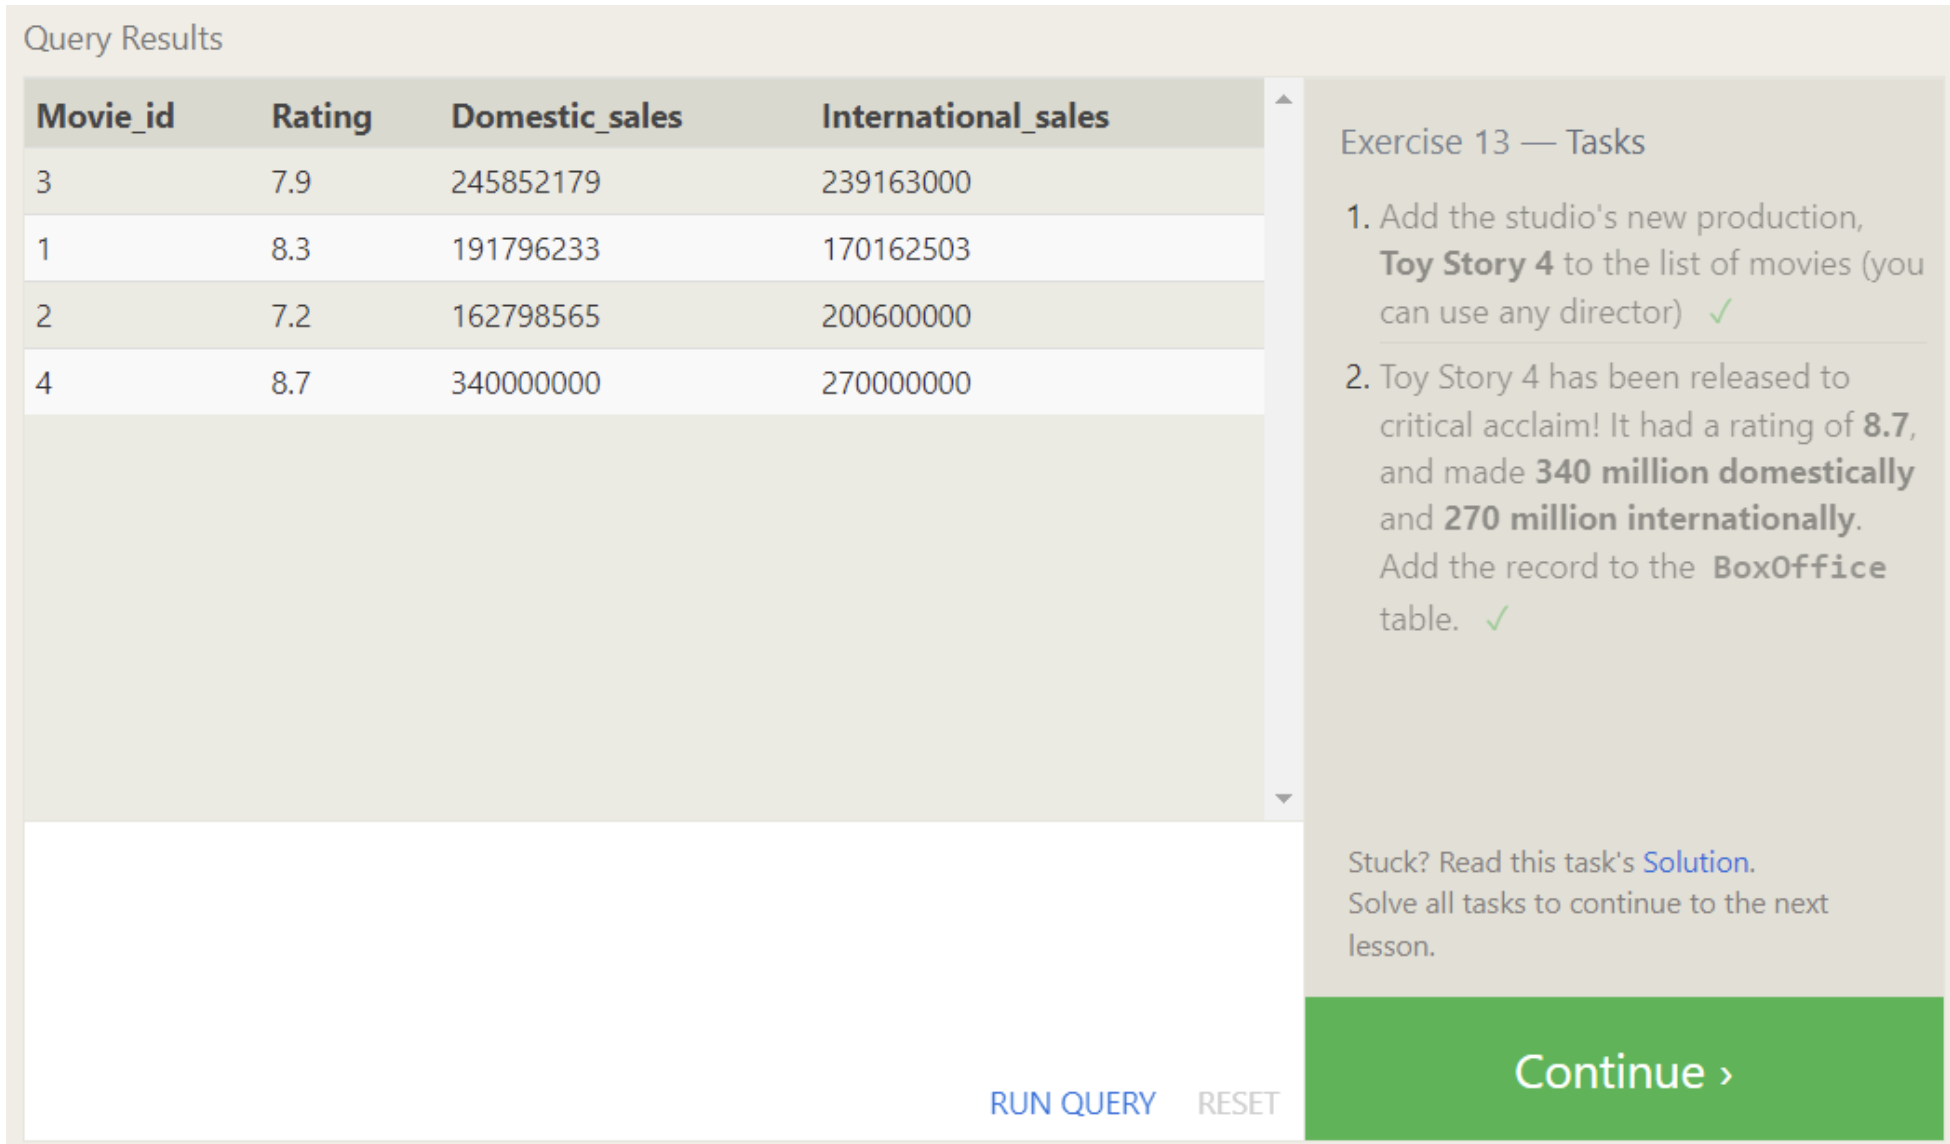 Query Results
Movie_id Rating Domestic_sales International_sales
3 7.9 245852179 239163000
1 8.3 191796233 170162503
2 7.2 162798565 200600000
4 8.7 340000000 270000000
RUN QUERY RESET
Exercise 13 — Tasks
1. Add the studio's new production,
Toy Story 4 to the list of movies (you
can use any director) ✓
2. Toy Story 4 has been released to
critical acclaim! It had a rating of 8.7,
and made 340 million domestically
and 270 million internationally.
Add the record to the BoxOffice
table. ✓
Stuck? Read this task's Solution.
Solve all tasks to continue to the next
lesson.
Continue ›